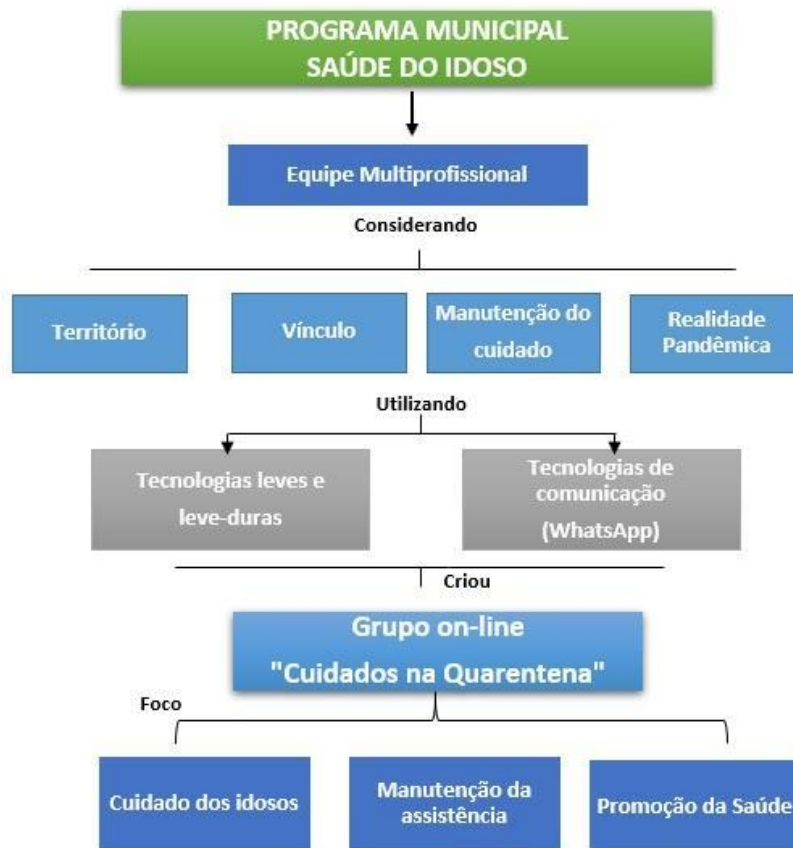 PROGRAMA MUNICIPAL
SAÚDE DO IDOSO
Equipe Multiprofissional
Considerando
Território
Vínculo
Manutenção do
cuidado
Realidade
Pandêmica
Utilizando
Tecnologias leves e
leve-duras
Tecnologias de
comunicação
(WhatsApp)
Criou
Grupo on-line
"Cuidados na Quarentena"
Foco
Cuidado dos idosos
Manutenção da
assistência
Promoção da Saúde